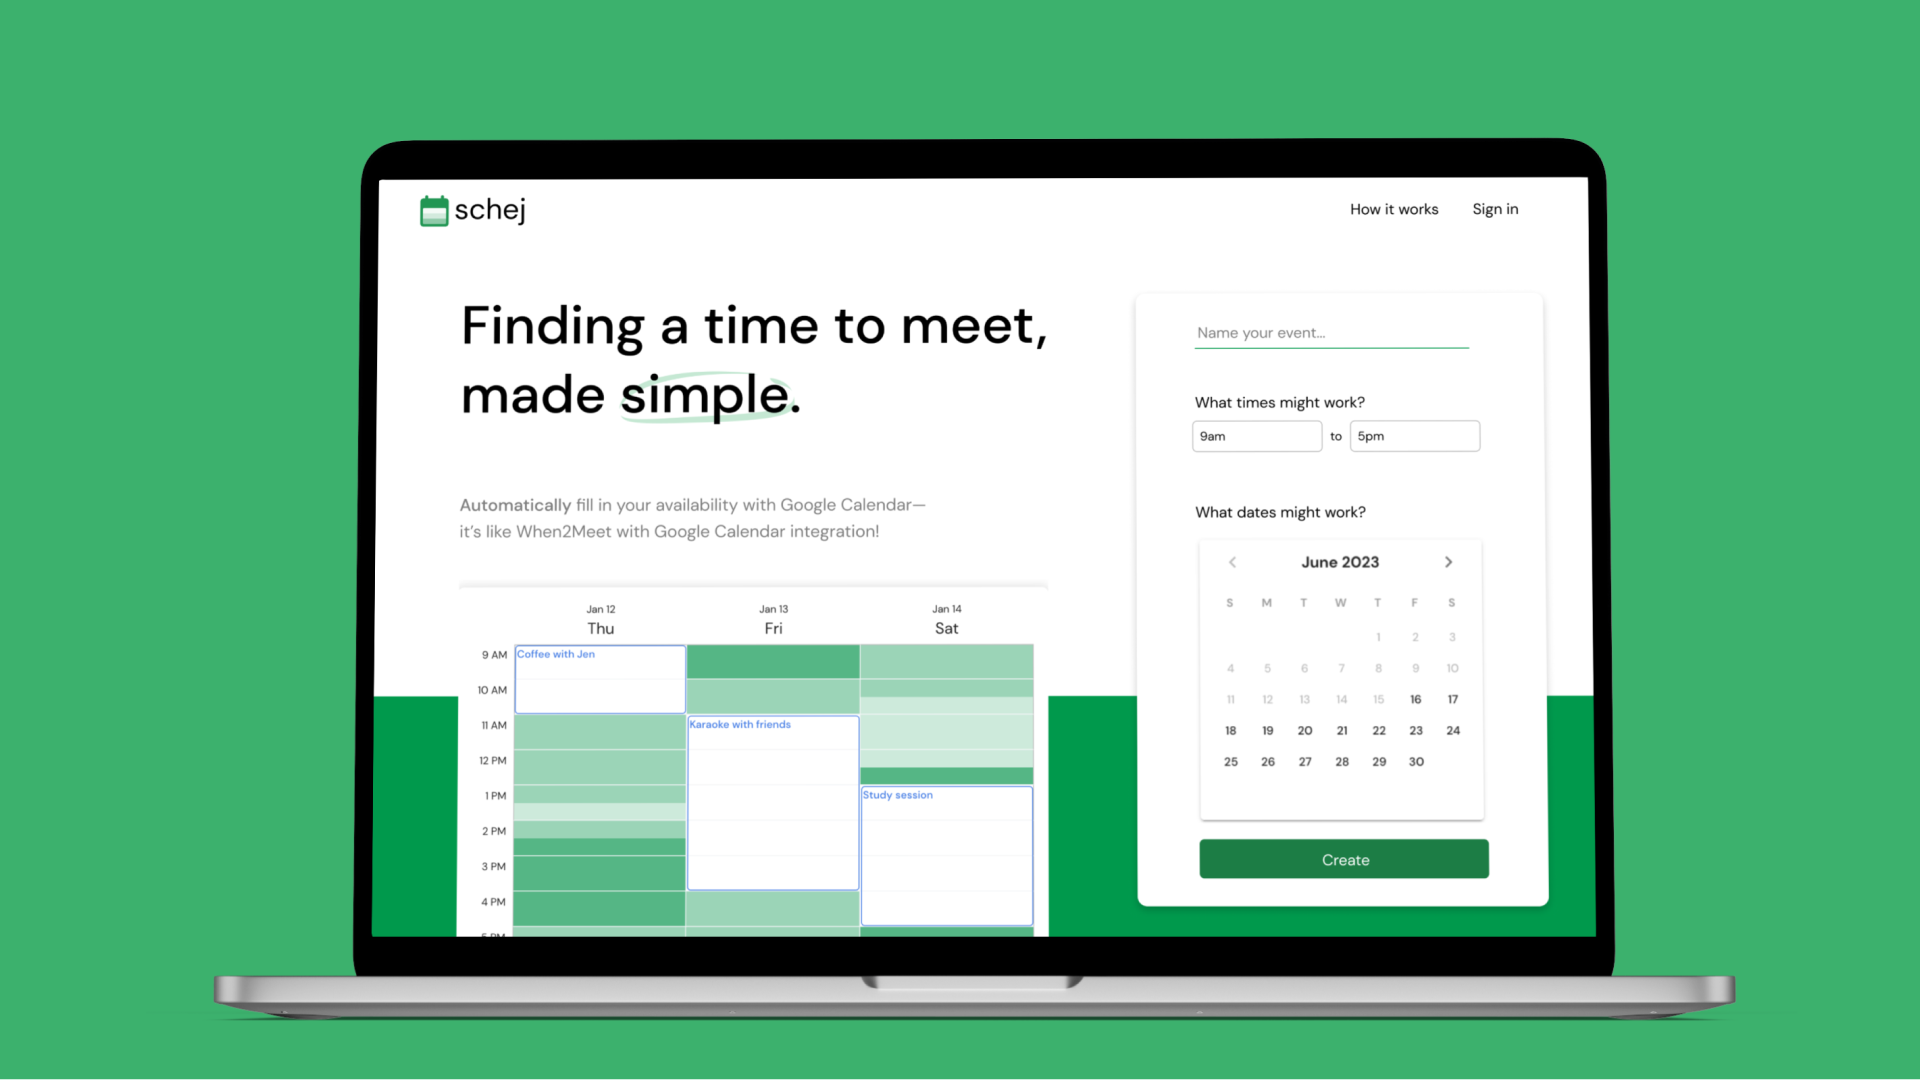 schej
How it works
Sign in
Finding a time to meet,
made simple.
Automatically fill in your availability with Google Calendar—
it's like When2Meet with Google Calendar integration!
Jan 12
Thu
Jan 13
Fri
Jan 14
Sat
9 AM
10 AM
11 AM
12 PM
1 PM
2 PM
3 PM
4 PM
5 PM
Coffee with Jen
Karaoke with friends
Study session
Name your event...
What times might work?
9am to 5pm
What dates might work?
June 2023
S M T W T F S
1 2 3
4 5 6 7 8 9 10
11 12 13 14 15 16 17
18 19 20 21 22 23 24
25 26 27 28 29 30
Create